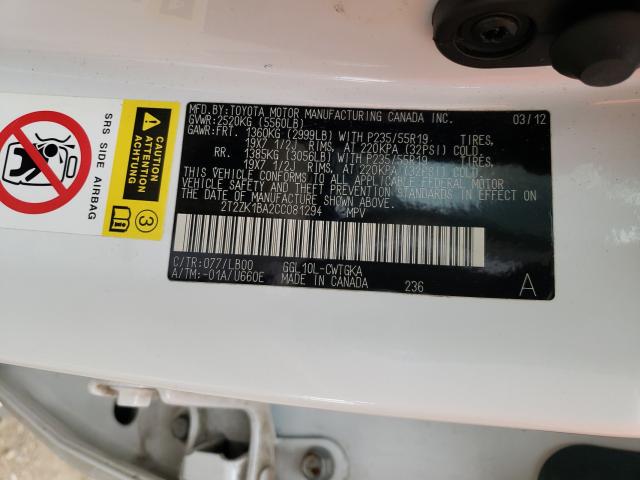 MFD.BY:TOYOTA MOTOR MANUFACTURING CANADA INC.
GVWR:2520KG (5560LB) 03/12
GAWR:FRT. 1360KG (2999LB) WITH P235/55R19 TIRES,
19X7 1/2J RIMS, AT 220KPA (32PSI) COLD
RR. 1385KG (3056LB) WITH P235/55R19 TIRES,
19X7 1/2J RIMS, AT 220KPA (32PSI) COLD.
THIS VEHICLE CONFORMS TO ALL APPLICABLE FEDERAL MOTOR
VEHICLE SAFETY AND THEFT PREVENTION STANDARDS IN EFFECT ON
THE DATE OF MANUFACTURE SHOWN ABOVE.
2T2ZK1BA2CC081294 MPV
C/TR:077/LB00 GGL10L-CWTGKA
A/TM:-01A/U660E MADE IN CANADA 236 A
SRS SIDE AIRBAG
CAUTION
ATTENTION
ACHTUNG
i
3